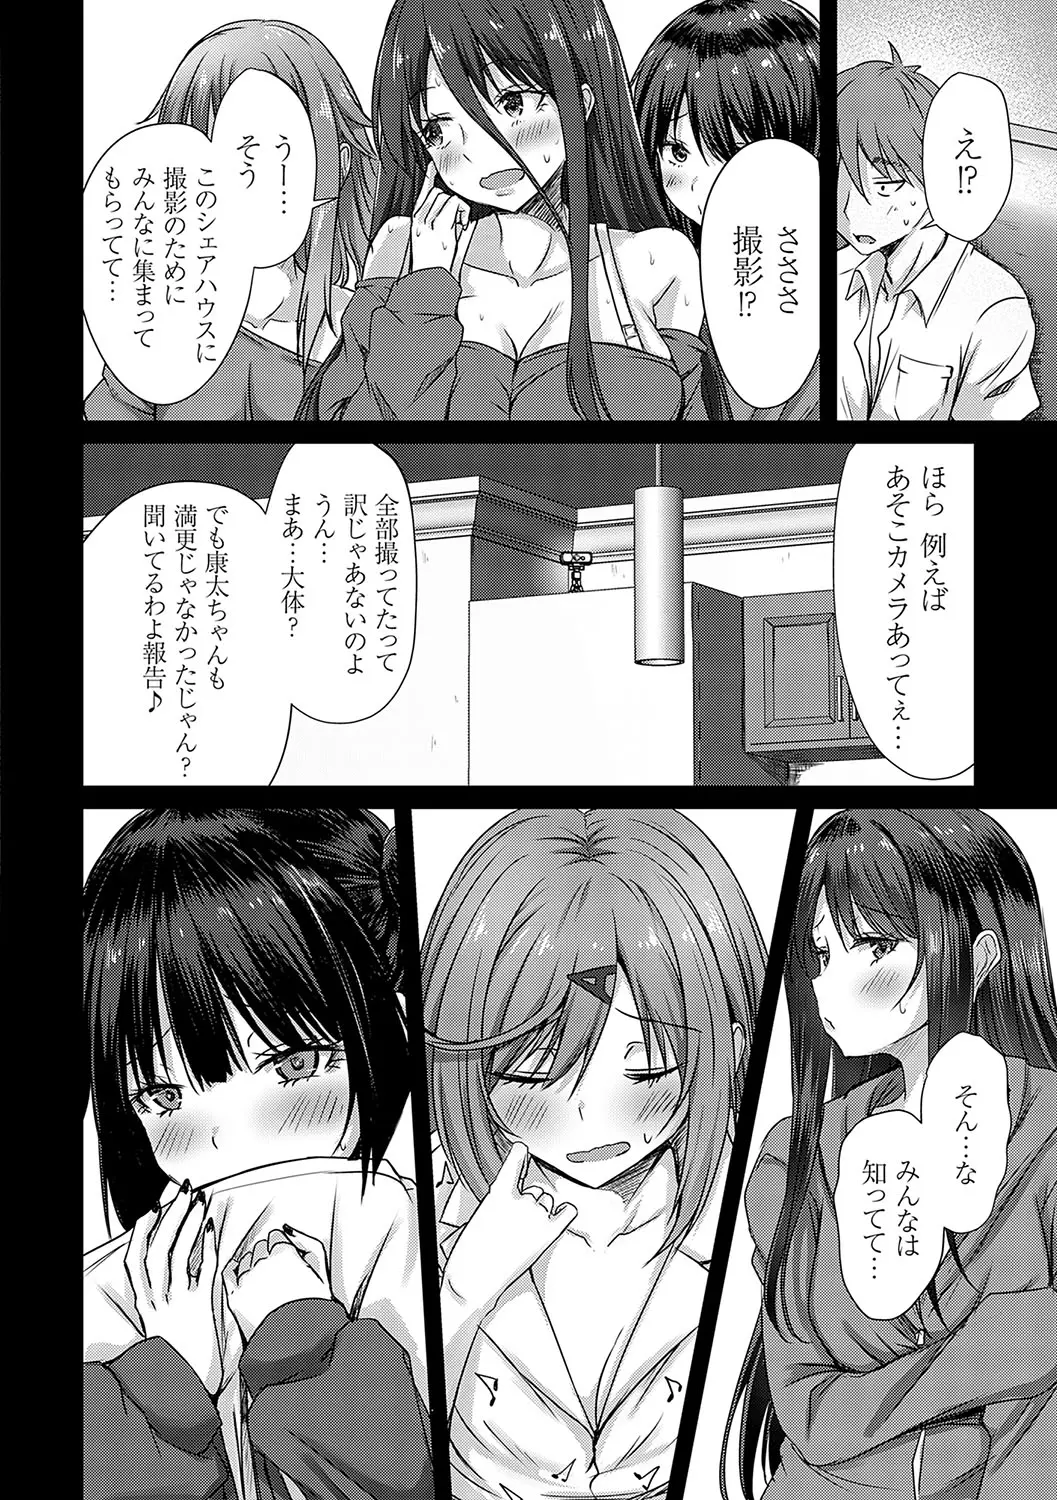 え!?
さささ
撮影!?
うー…
そう
このシェアハウスに
撮影のために
みんなに集まって
もらってて…
ほら 例えば
あそこカメラあってぇ…
全部撮ってたって
訳じゃあないのよ
うん…
まあ…大体?
でも康太ちゃんも
満更じゃなかったじゃん?
聞いてるわよ報告♪
そん…な
みんなは
知ってて…